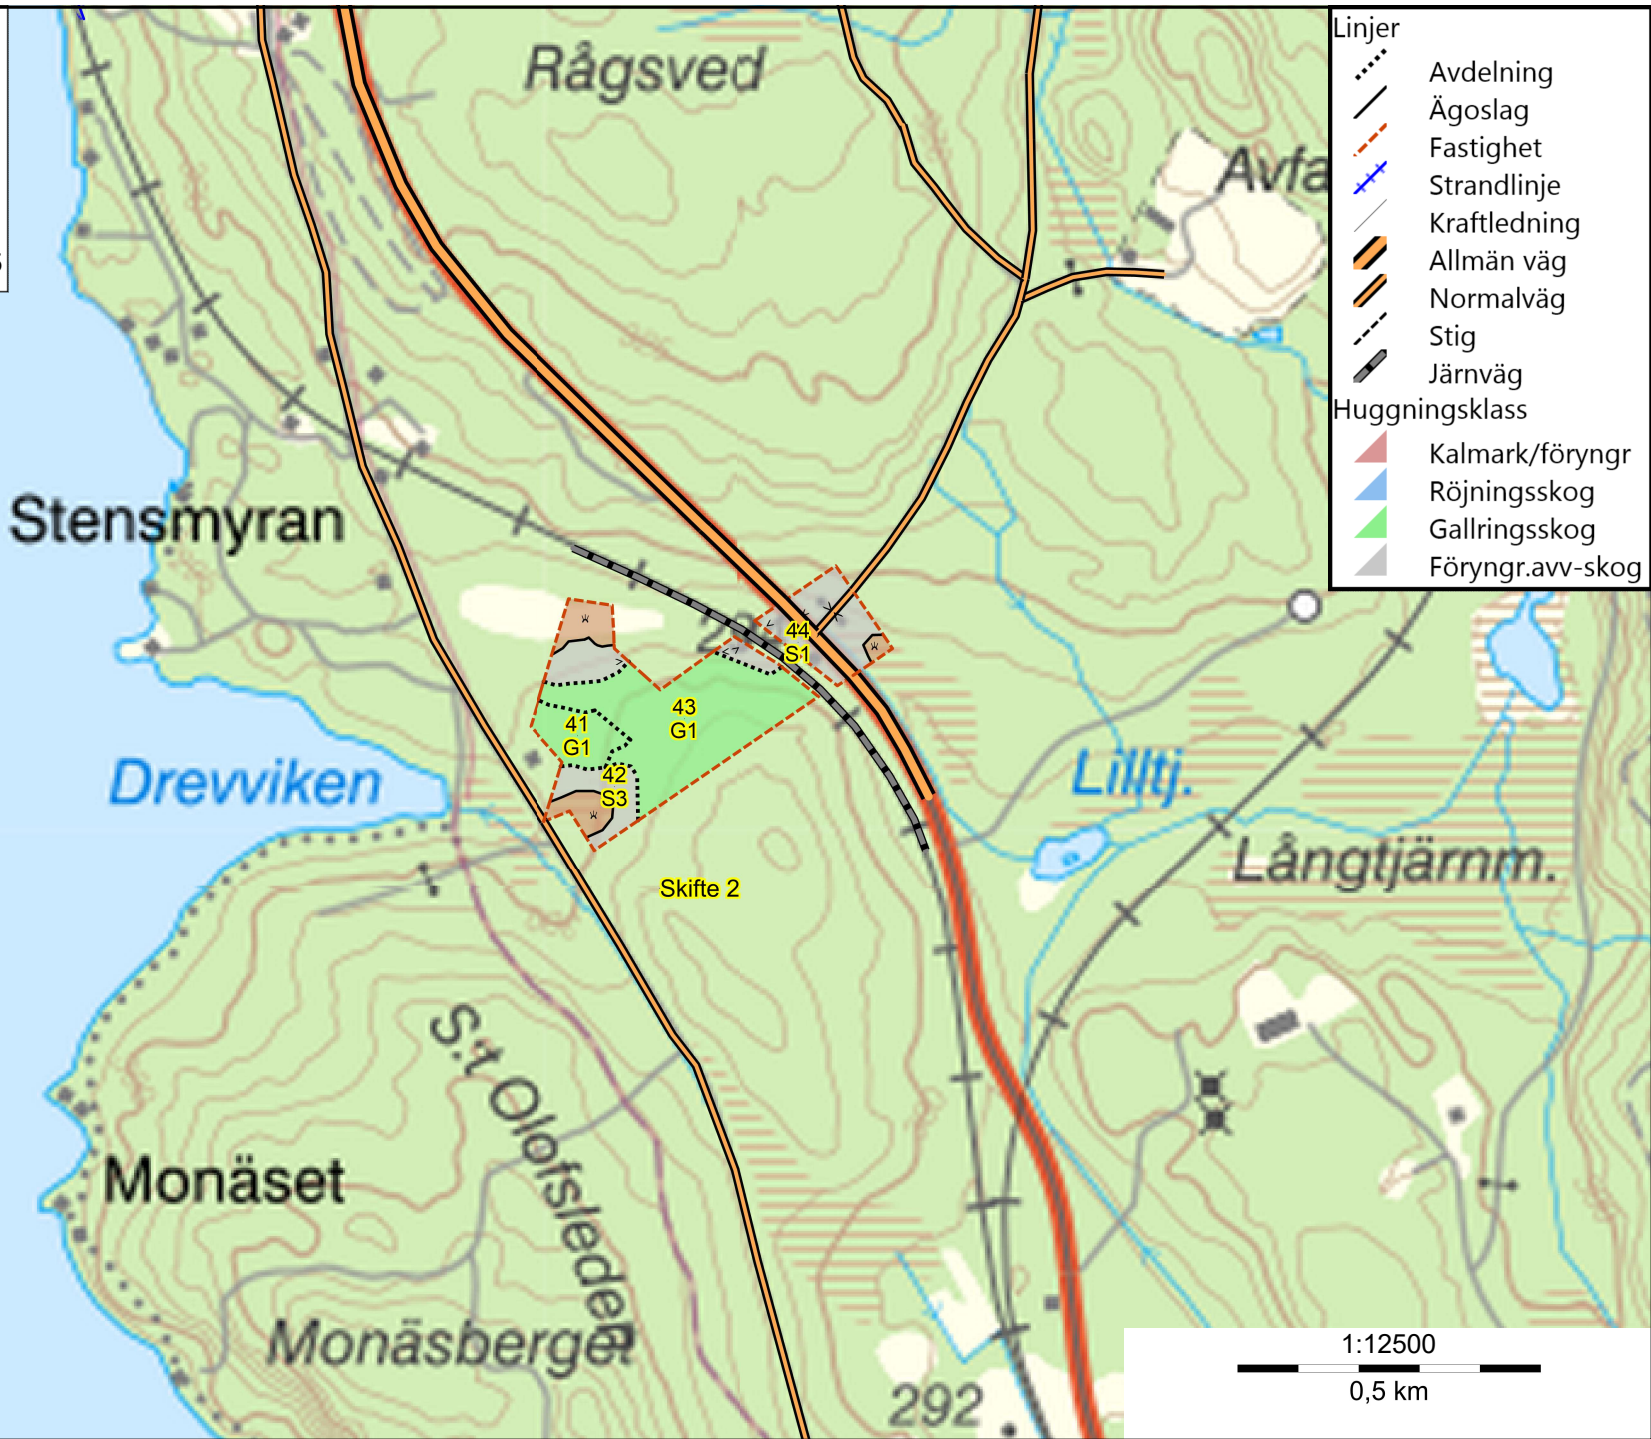 Linjer
Avdelning
Ägoslag
Fastighet
Strandlinje
Kraftledning
Allmän väg
Normalväg
Stig
Järnväg
Huggningsklass
Kalmark/föryngr
Röjningsskog
Gallringsskog
Föryngr.avv-skog
Rågsved
Avfa
Stensmyran
44
S1
43
G1
41
G1
42
S3
Drevviken
Lilltj.
Långtjärnm.
Skifte 2
S:t Olofsleden
Monäset
Monäsberget
292
1:12500
0,5 km